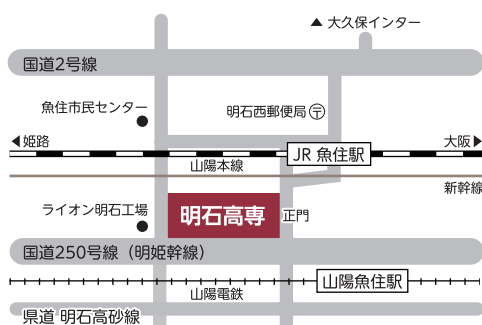 ▲ 大久保インター
国道2号線
魚住市民センター
明石西郵便局〒
◀姫路
大阪▶
JR 魚住駅
山陽本線
新幹線
ライオン明石工場
明石高専
正門
国道250号線（明姫幹線）
山陽魚住駅
山陽電鉄
県道 明石高砂線